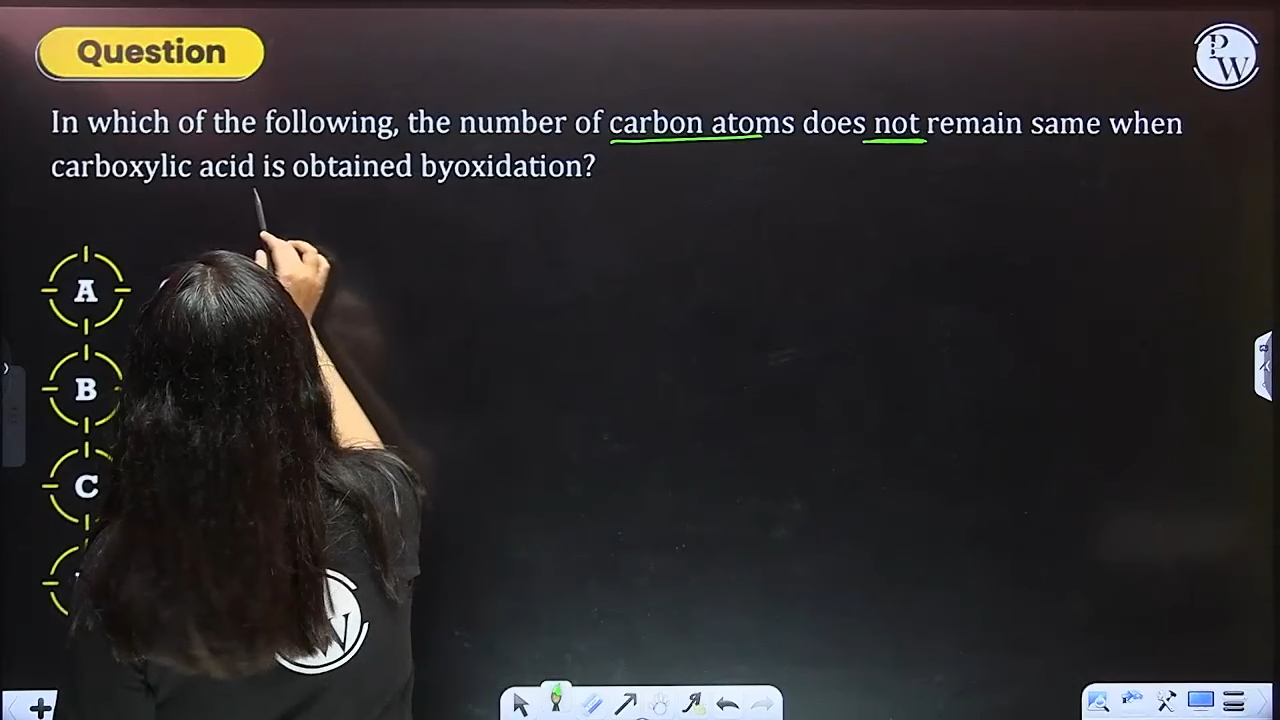 Question
PW
In which of the following, the number of carbon atoms does not remain same when
carboxylic acid is obtained byoxidation?
A
B
C
W